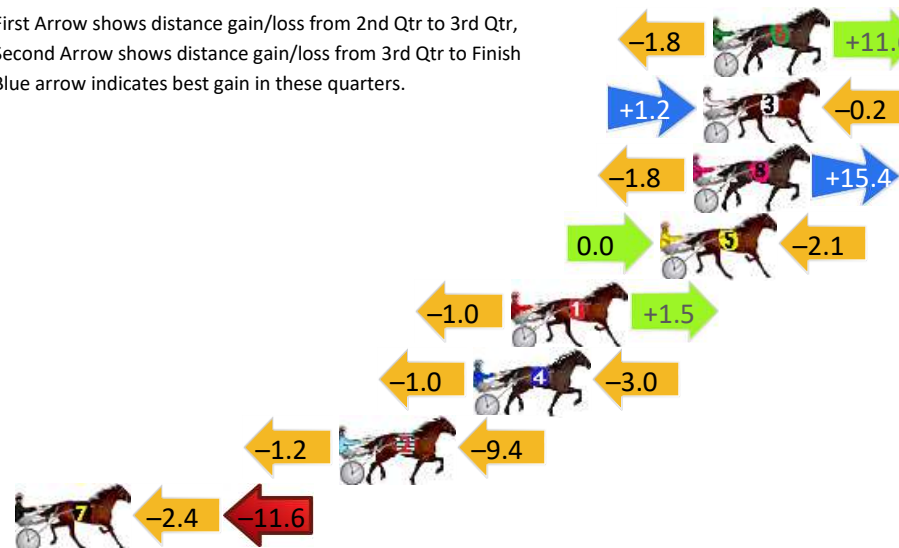 First Arrow shows distance gain/loss from 2nd Qtr to 3rd Qtr,
Second Arrow shows distance gain/loss from 3rd Qtr to Finish
Blue arrow indicates best gain in these quarters.
−1.8 6 +11.
+1.2 3 −0.2
−1.8 8 +15.4
0.0 5 −2.1
−1.0 1 +1.5
−1.0 4 −3.0
−1.2 2 −9.4
7 −2.4 −11.6